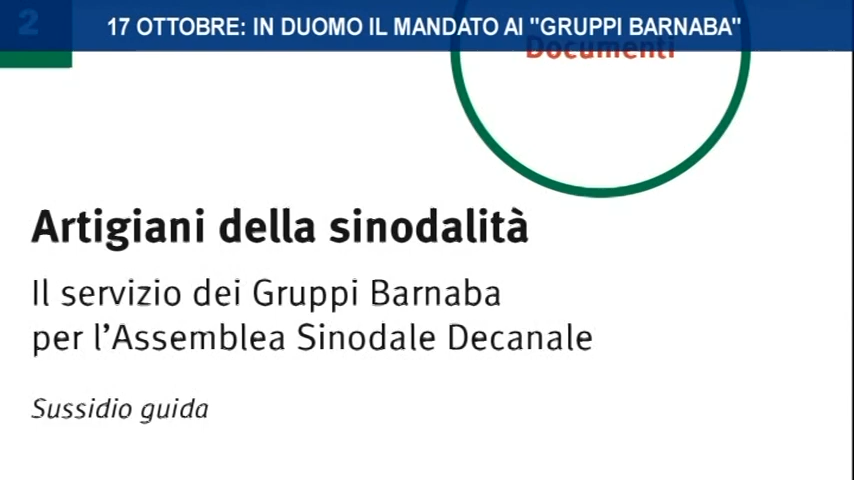 2
17 OTTOBRE: IN DUOMO IL MANDATO AI "GRUPPI BARNABA"
Documenti
Artigiani della sinodalità
Il servizio dei Gruppi Barnaba
per l'Assemblea Sinodale Decanale
Sussidio guida